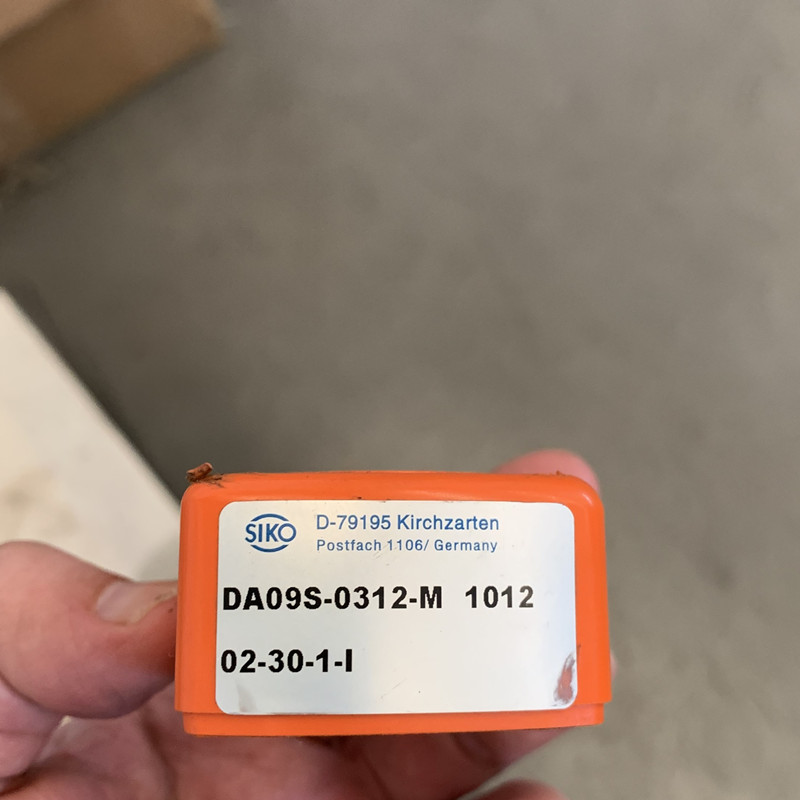 SIKO
D-79195 Kirchzarten
Postfach 1106/ Germany
DA09S-0312-M 1012
02-30-1-I